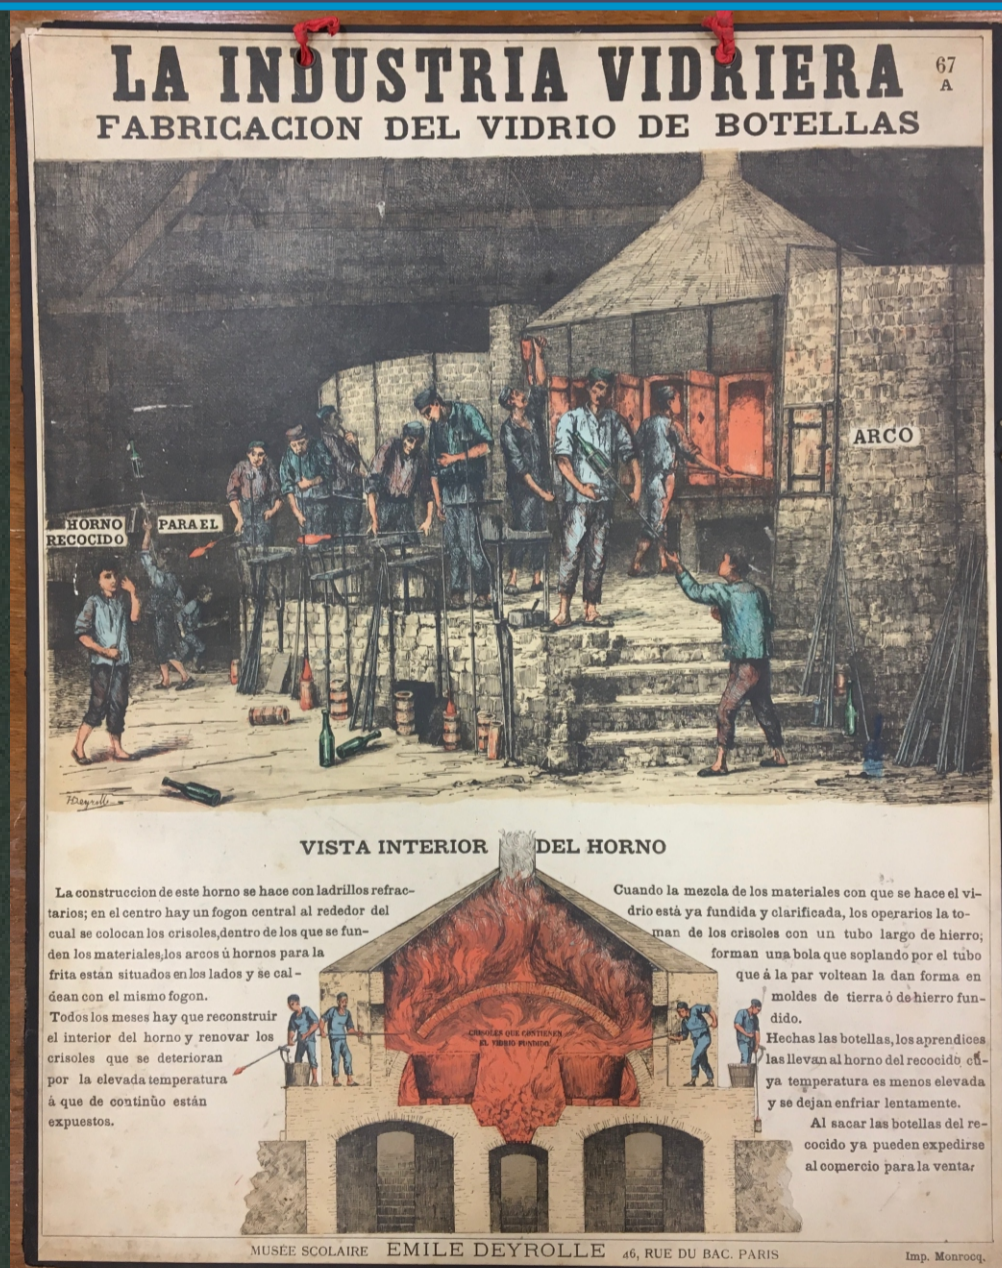 LA INDUSTRIA VIDRIERA
67
A
FABRICACION DEL VIDRIO DE BOTELLAS
ARCO
HORNO PARA EL
RECOCIDO
VISTA INTERIOR DEL HORNO
La construccion de este horno se hace con ladrillos refrac-
tarios; en el centro hay un fogon central al rededor del
cual se colocan los crisoles, dentro de los que se fun-
den los materiales, los arcos ú hornos para la
frita están situados en los lados y se cal-
dean con el mismo fogon.
Todos los meses hay que reconstruir
el interior del horno y renovar los
crisoles que se deterioran
por la elevada temperatura
á que de continùo están
expuestos.
CRISOLES QUE CONTIENEN
EL VIDRIO FUNDIDO
Cuando la mezcla de los materiales con que se hace el vi-
drio está ya fundida y clarificada, los operarios la to-
man de los crisoles con un tubo largo de hierro;
forman una bola que soplando por el tubo
que á la par voltean la dan forma en
moldes de tierra ó de hierro fun-
dido.
Hechas las botellas, los aprendices
las llevan al horno del recocido cú-
ya temperatura es menos elevada
y se dejan enfriar lentamente.
Al sacar las botellas del re-
cocido ya pueden expedirse
al comercio para la venta.
MUSÉE SCOLAIRE EMILE DEYROLLE 46, RUE DU BAC. PARIS
Imp. Monrocq.